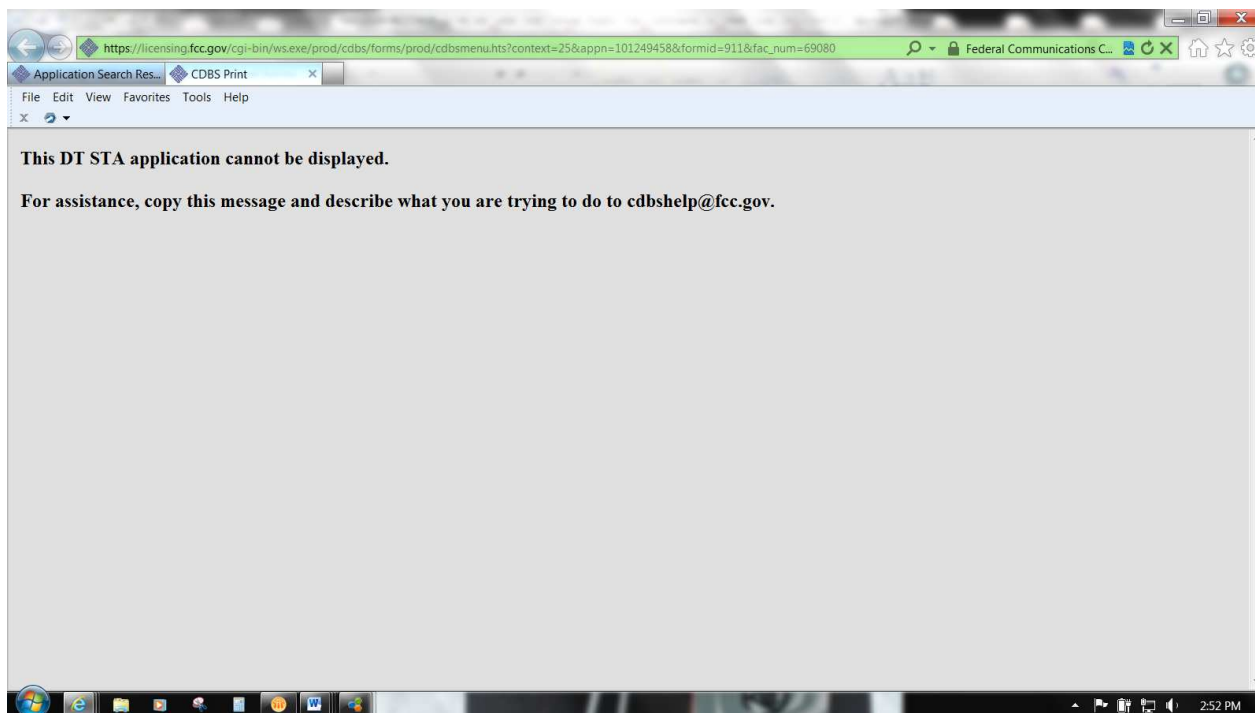 https://licensing.fcc.gov/cgi-bin/ws.exe/prod/cdbs/forms/prod/cdbsmenu.hts?context=25&appn=101249458&formid=911&fac_num=69080 Federal Communications C...
Application Search Res... CDBS Print
File Edit View Favorites Tools Help
This DT STA application cannot be displayed.
For assistance, copy this message and describe what you are trying to do to cdbshelp@fcc.gov.
2:52 PM